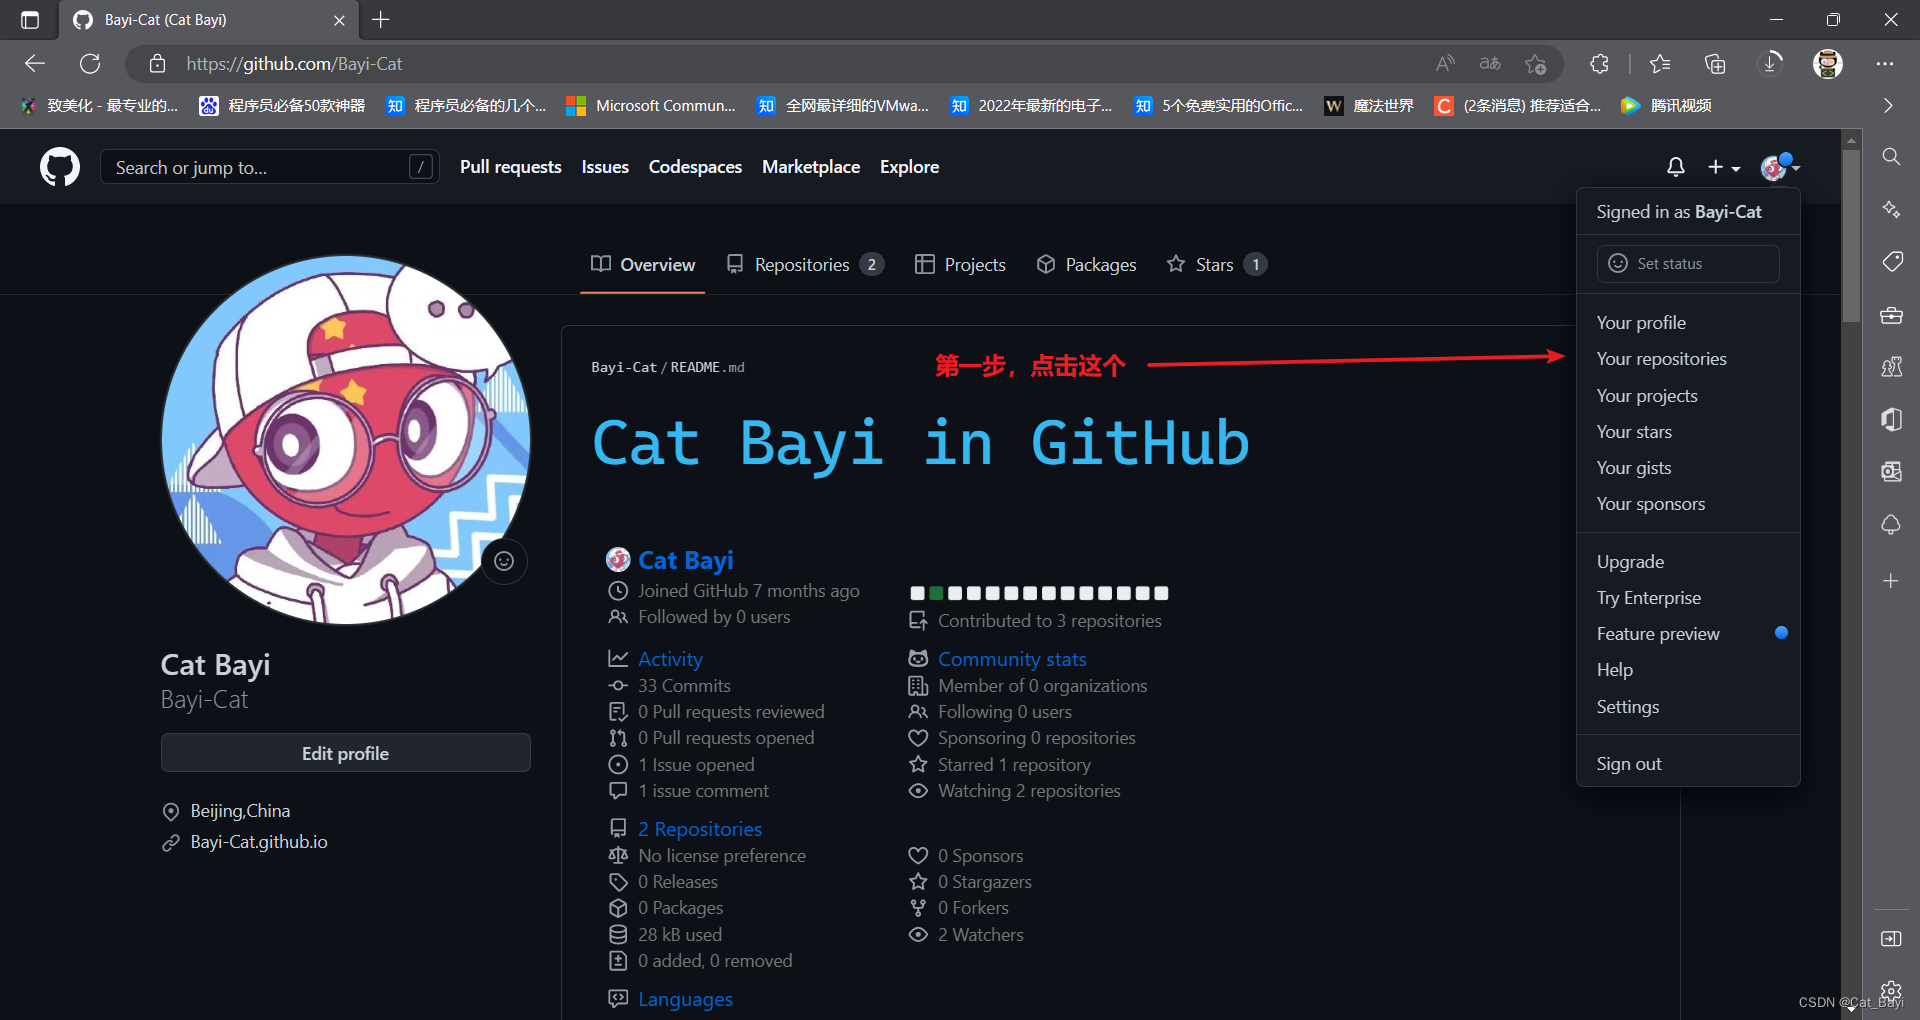 Bayi-Cat (Cat Bayi)
https://github.com/Bayi-Cat
致美化 - 最专业的...
程序员必备50款神器
知 程序员必备的几个...
Microsoft Commun...
知 全网最详细的VMwa...
知 2022年最新的电子...
知 5个免费实用的Offic...
W 魔法世界
C (2条消息) 推荐适合...
腾讯视频
Search or jump to... /
Pull requests
Issues
Codespaces
Marketplace
Explore
Signed in as Bayi-Cat
Set status
Your profile
Your repositories
Your projects
Your stars
Your gists
Your sponsors
Upgrade
Try Enterprise
Feature preview
Help
Settings
Sign out
Overview
Repositories 2
Projects
Packages
Stars 1
Bayi-Cat/README.md
第一步，点击这个
Cat Bayi in GitHub
Cat Bayi
Joined GitHub 7 months ago
Followed by 0 users
Contributed to 3 repositories
Activity
33 Commits
0 Pull requests reviewed
0 Pull requests opened
1 Issue opened
1 issue comment
Community stats
Member of 0 organizations
Following 0 users
Sponsoring 0 repositories
Starred 1 repository
Watching 2 repositories
2 Repositories
No license preference
0 Releases
0 Packages
28 kB used
0 added, 0 removed
0 Sponsors
0 Stargazers
0 Forkers
2 Watchers
Languages
Cat Bayi
Bayi-Cat
Edit profile
Beijing,China
Bayi-Cat.github.io
CSDN @Cat_Bayi